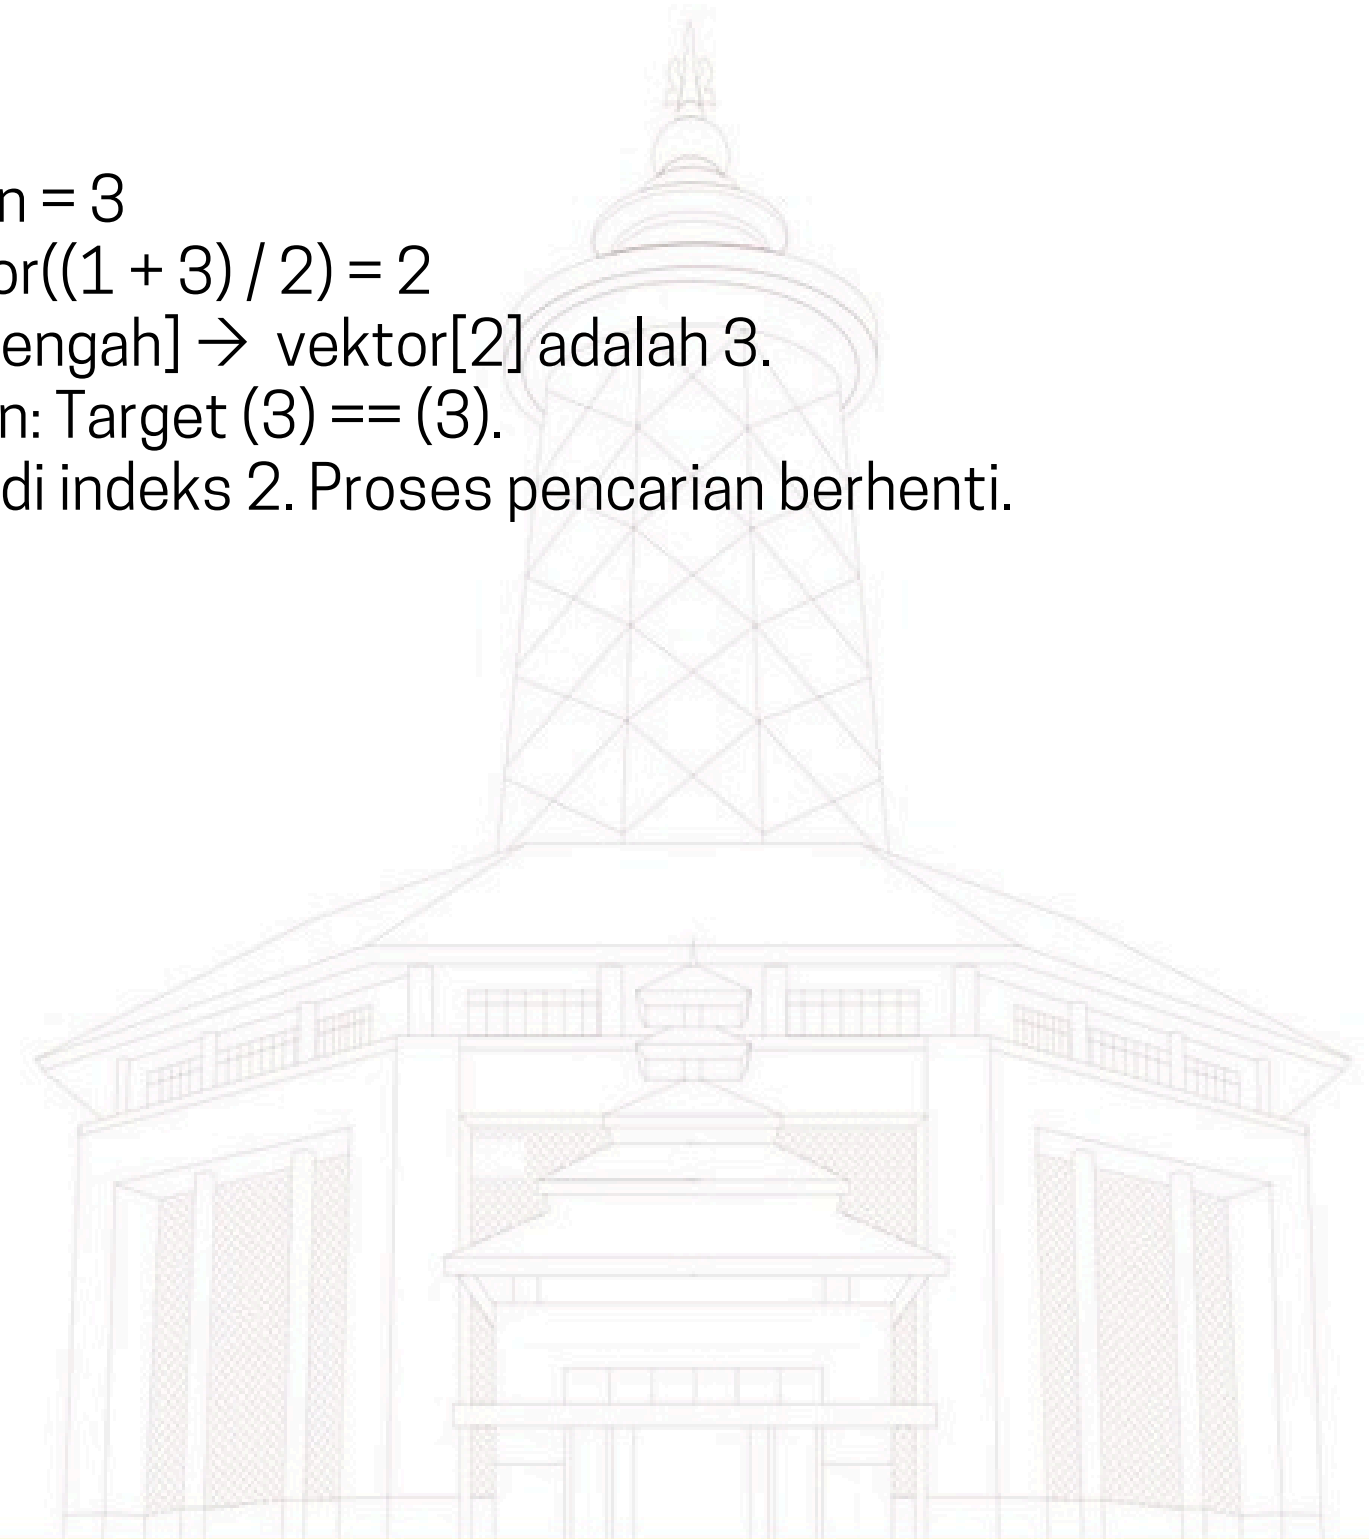 n = 3
or((1 + 3) / 2) = 2
engah] → vektor[2] adalah 3.
n: Target (3) == (3).
di indeks 2. Proses pencarian berhenti.